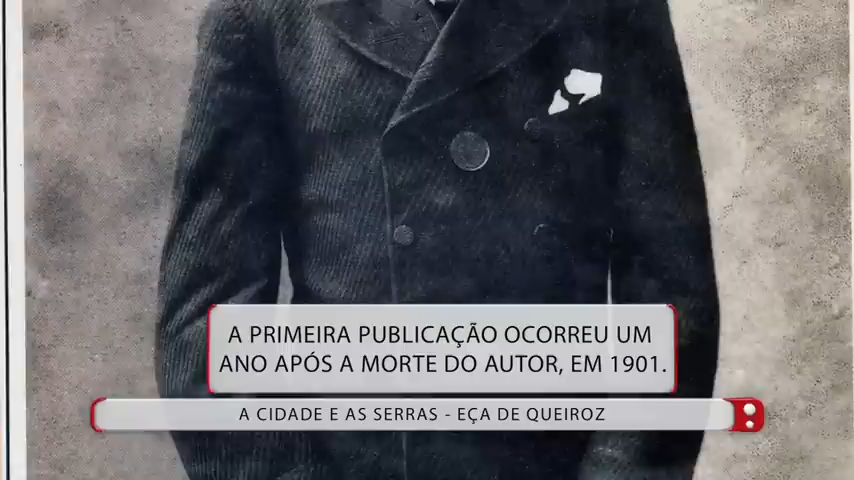 A PRIMEIRA PUBLICAÇÃO OCORREU UM
ANO APÓS A MORTE DO AUTOR, EM 1901.
A CIDADE E AS SERRAS - EÇA DE QUEIROZ